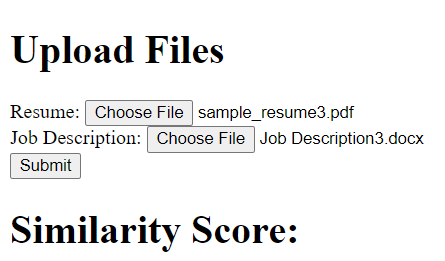 Upload Files
Resume: Choose File sample_resume3.pdf
Job Description: Choose File Job Description3.docx
Submit
Similarity Score: